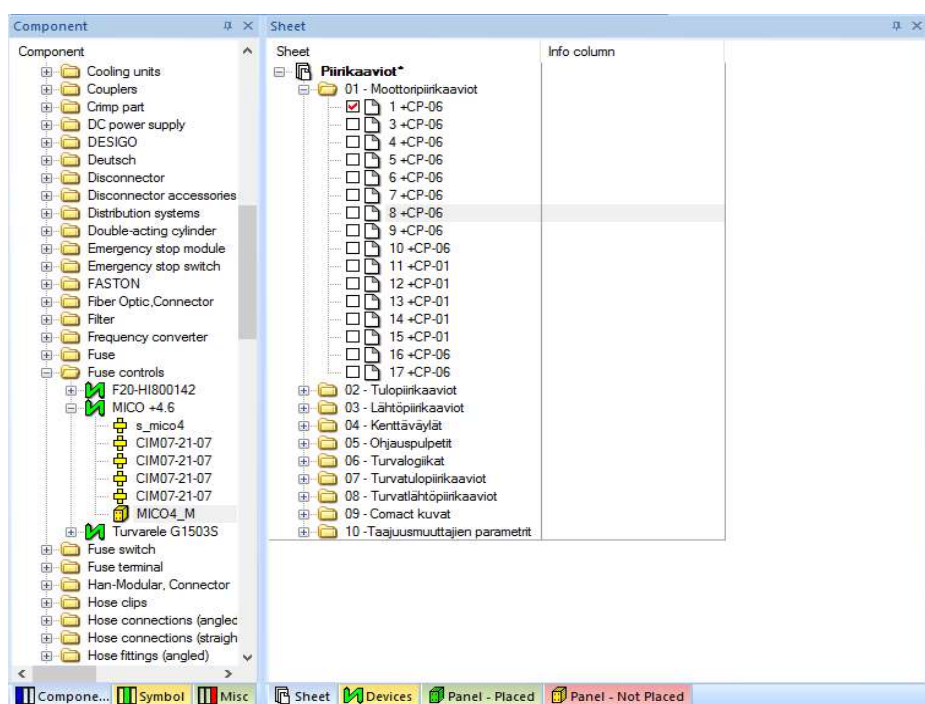 Component
Component
Cooling units
Couplers
Crimp part
DC power supply
DESIGO
Deutsch
Disconnector
Disconnector accessories
Distribution systems
Double-acting cylinder
Emergency stop module
Emergency stop switch
FASTON
Fiber Optic,Connector
Filter
Frequency converter
Fuse
Fuse controls
F20-HI800142
MICO +4.6
s_mico4
CIM07-21-07
CIM07-21-07
CIM07-21-07
CIM07-21-07
MICO4_M
Turvarele G1503S
Fuse switch
Fuse terminal
Han-Modular, Connector
Hose clips
Hose connections (angled
Hose connections (straigh
Hose fittings (angled)
Compone... Symbol Misc
Sheet
Sheet Info column
Piirikaaviot*
01 - Moottoripiirikaaviot
1 +CP-06
3 +CP-06
4 +CP-06
5 +CP-06
6 +CP-06
7 +CP-06
8 +CP-06
9 +CP-06
10 +CP-06
11 +CP-01
12 +CP-01
13 +CP-01
14 +CP-01
15 +CP-01
16 +CP-06
17 +CP-06
02 - Tulopiirikaaviot
03 - Lähtöpiirikaaviot
04 - Kenttäväylät
05 - Ohjauspulpetit
06 - Turvalogiikat
07 - Turvatulopiirikaaviot
08 - Turvatlähtöpiirikaaviot
09 - Comact kuvat
10 -Taajuusmuuttajien parametrit
Sheet Devices Panel - Placed Panel - Not Placed